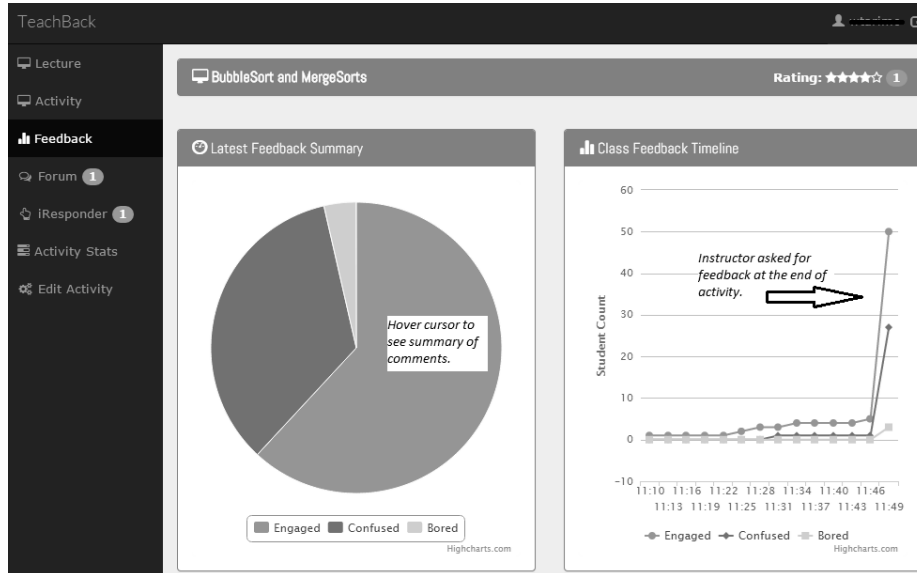 TeachBack
Lecture
Activity
Feedback
Forum 1
iResponder 1
Activity Stats
Edit Activity
BubbleSort and MergeSorts
Rating: ★★★★☆ 1
Latest Feedback Summary
Hover cursor to
see summary of
comments.
Engaged Confused Bored
Highcharts.com
Class Feedback Timeline
Student Count
60
50
40
30
20
10
0
-10
Instructor asked for
feedback at the end of
activity.
11:10 11:16 11:22 11:28 11:34 11:40 11:46
11:13 11:19 11:25 11:31 11:37 11:43 11:49
Engaged Confused Bored
Highcharts.com